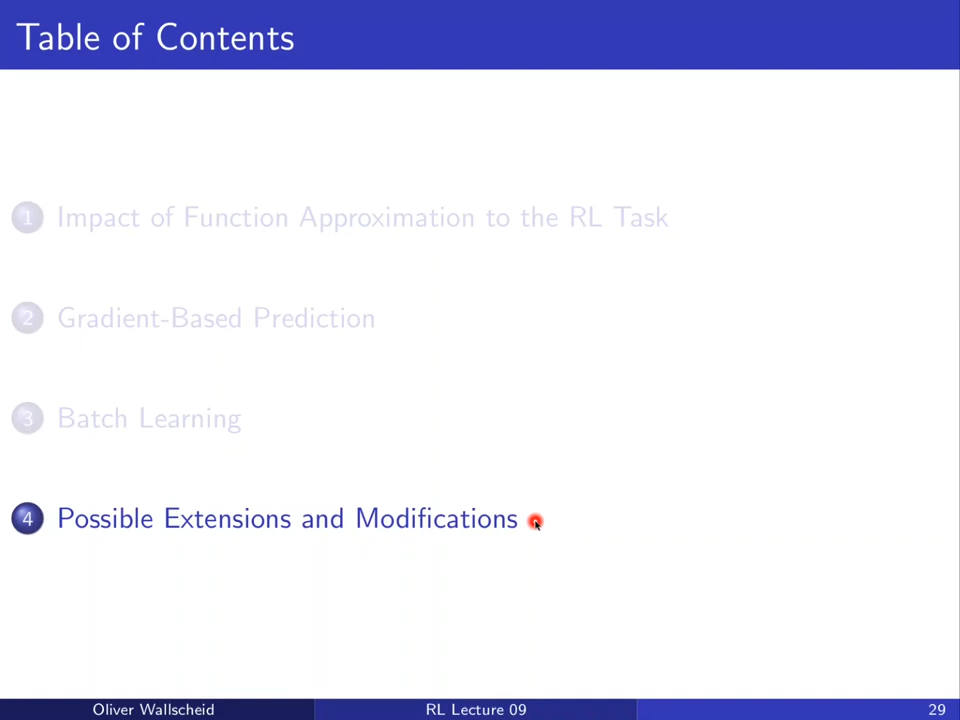 Table of Contents
1 Impact of Function Approximation to the RL Task
2 Gradient-Based Prediction
3 Batch Learning
4 Possible Extensions and Modifications
Oliver Wallscheid RL Lecture 09 29